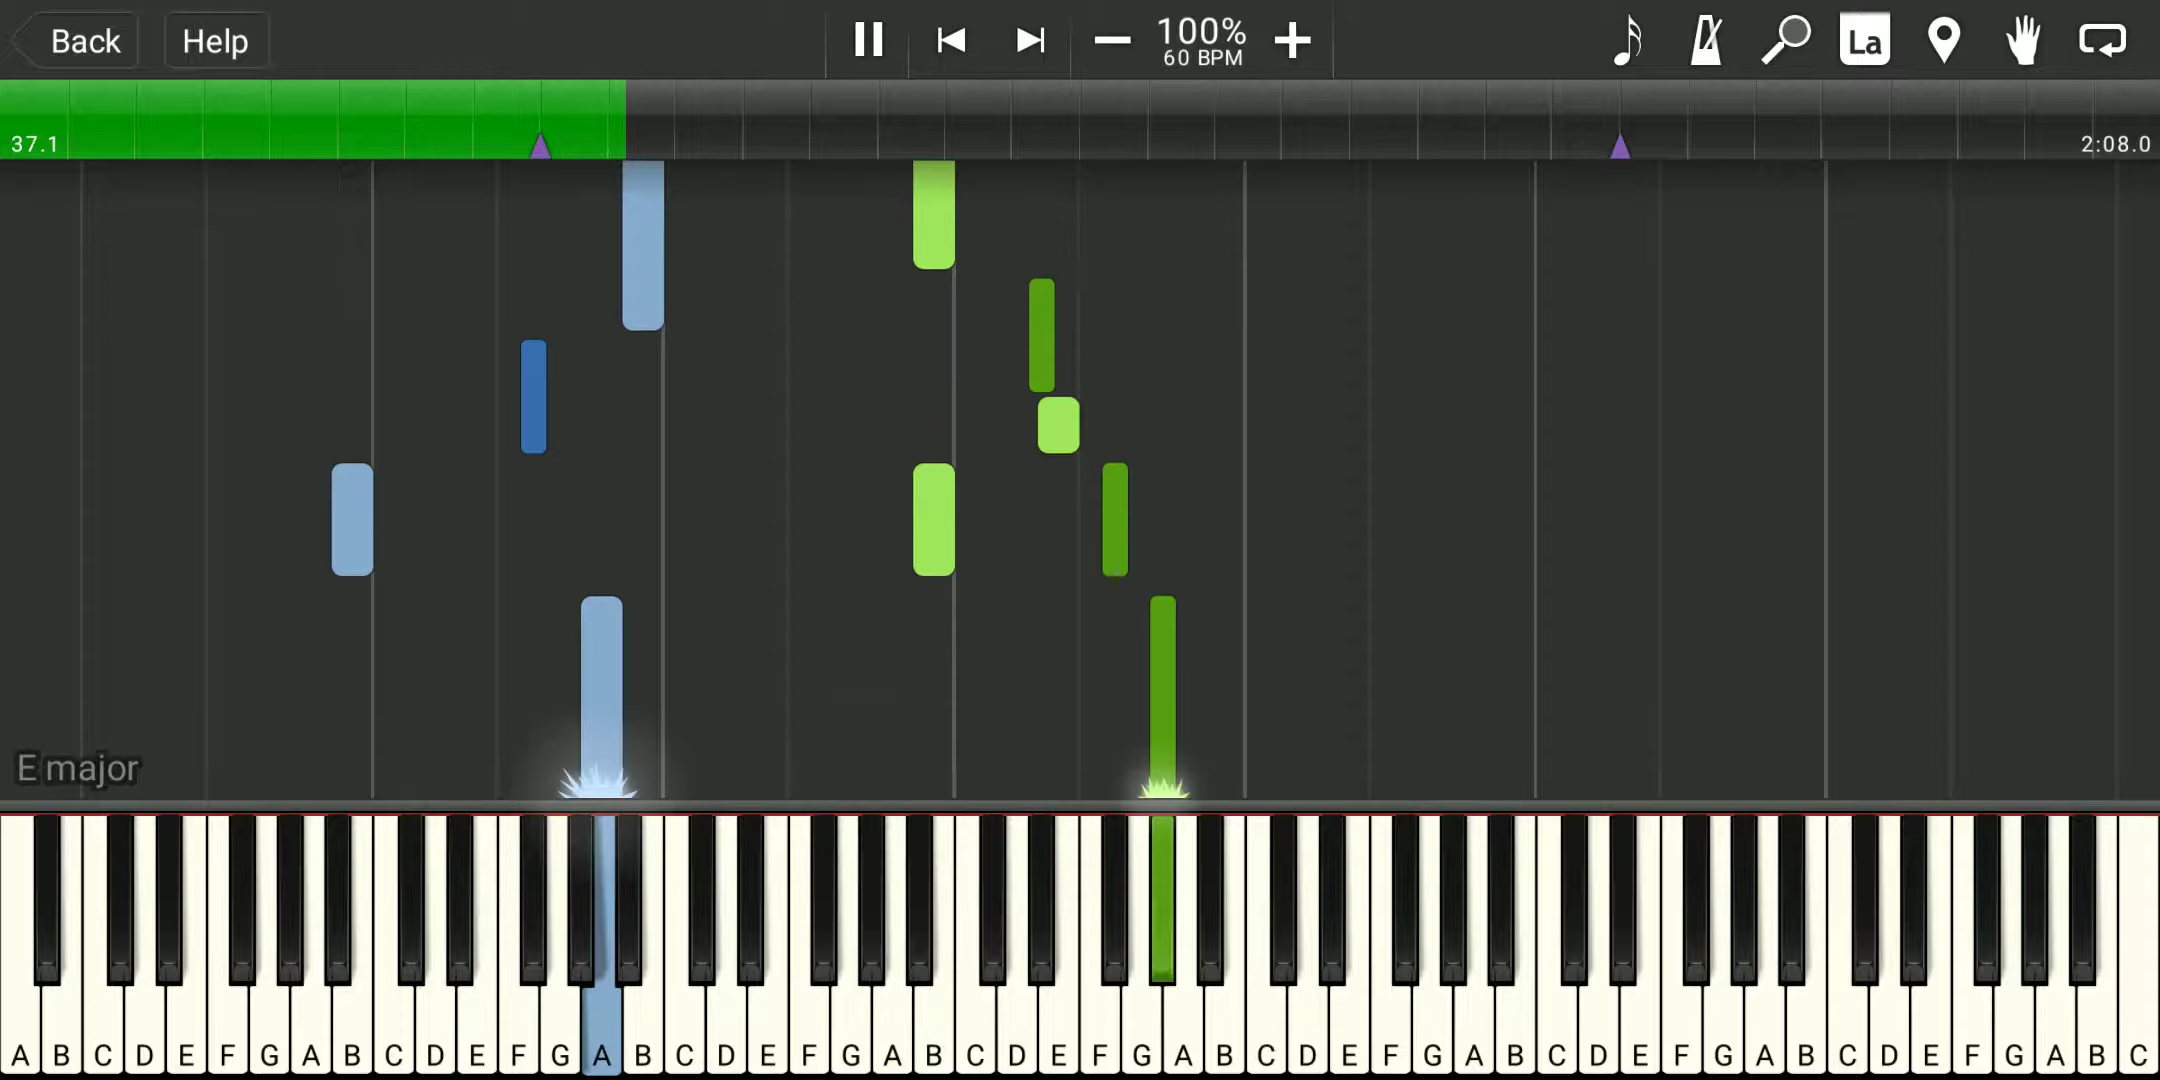 Back Help 100% La
60 BPM
37.1 2:08.0
E major
A B C D E F G A B C D E F G A B C D E F G A B C D E F G A B C D E F G A B C D E F G A B C D E F G A B C